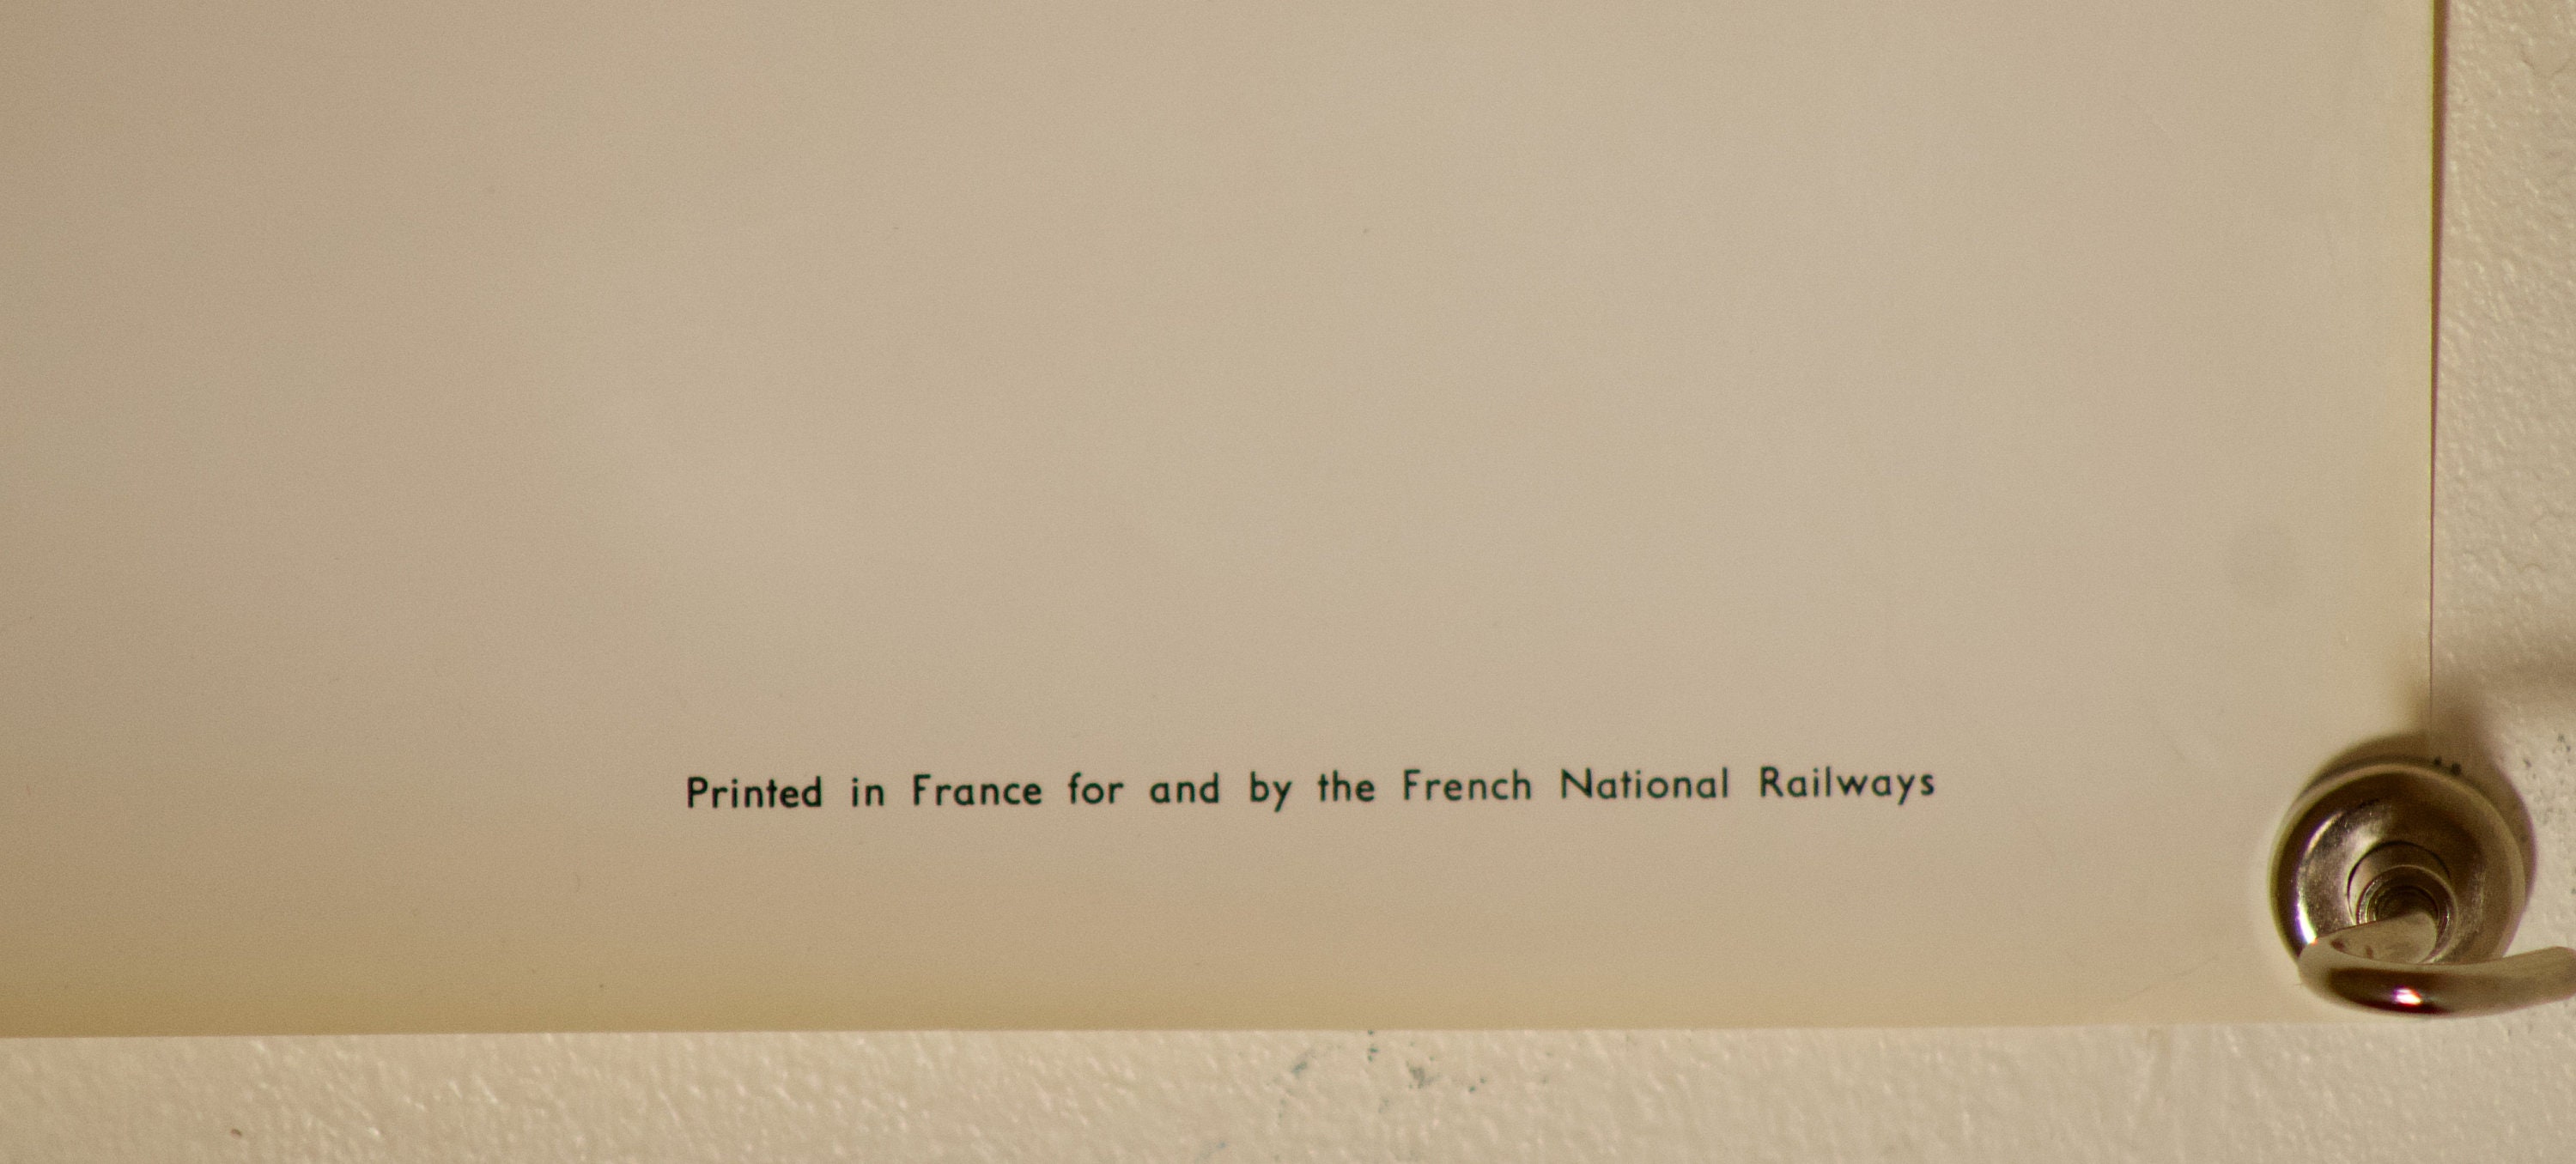 Printed in France for and by the French National Railways